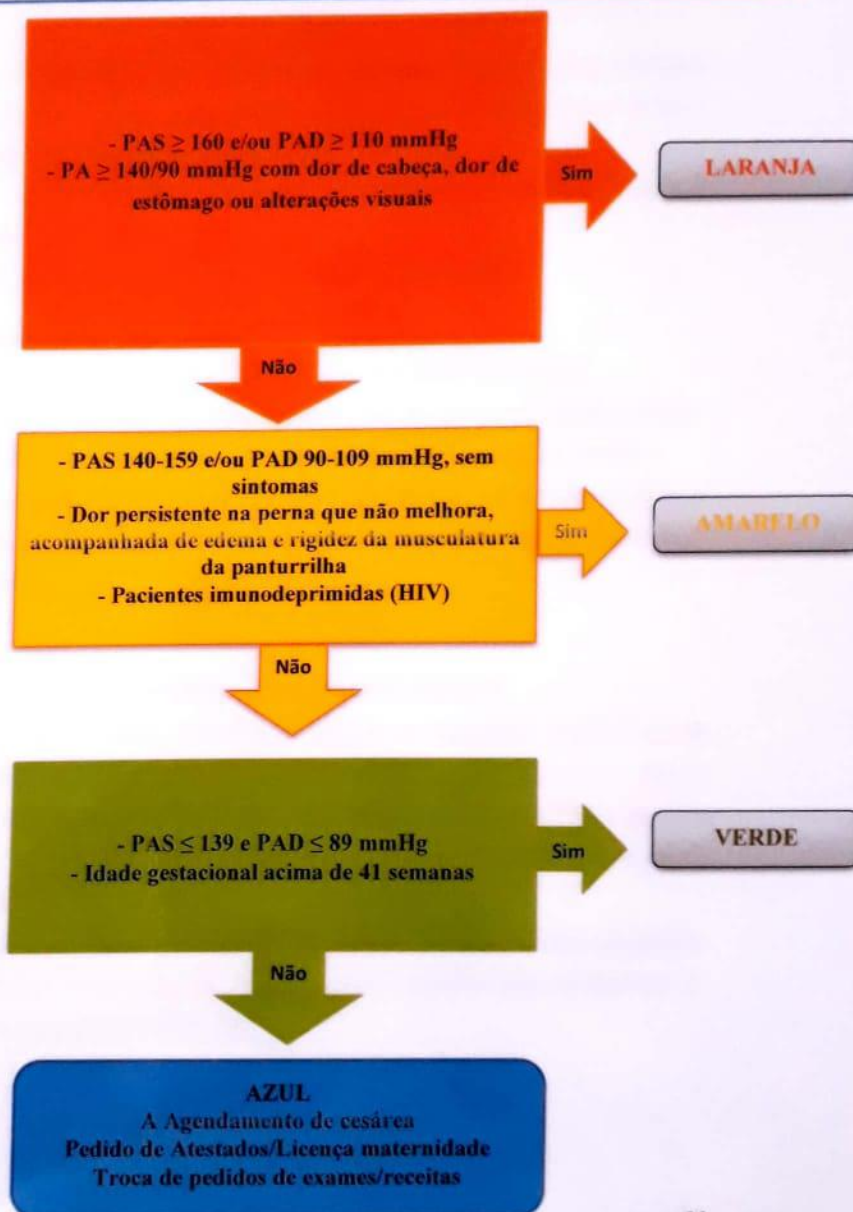 - PAS ≥ 160 e/ou PAD ≥ 110 mmHg
- PA ≥ 140/90 mmHg com dor de cabeça, dor de
estômago ou alterações visuais
Sim
LARANJA
Não
- PAS 140-159 e/ou PAD 90-109 mmHg, sem
sintomas
- Dor persistente na perna que não melhora,
acompanhada de edema e rigidez da musculatura
da panturrilha
- Pacientes imunodeprimidas (HIV)
Sim
AMARELO
Não
- PAS ≤ 139 e PAD ≤ 89 mmHg
- Idade gestacional acima de 41 semanas
Sim
VERDE
Não
AZUL
A Agendamento de cesárea
Pedido de Atestados/Licença maternidade
Troca de pedidos de exames/receitas